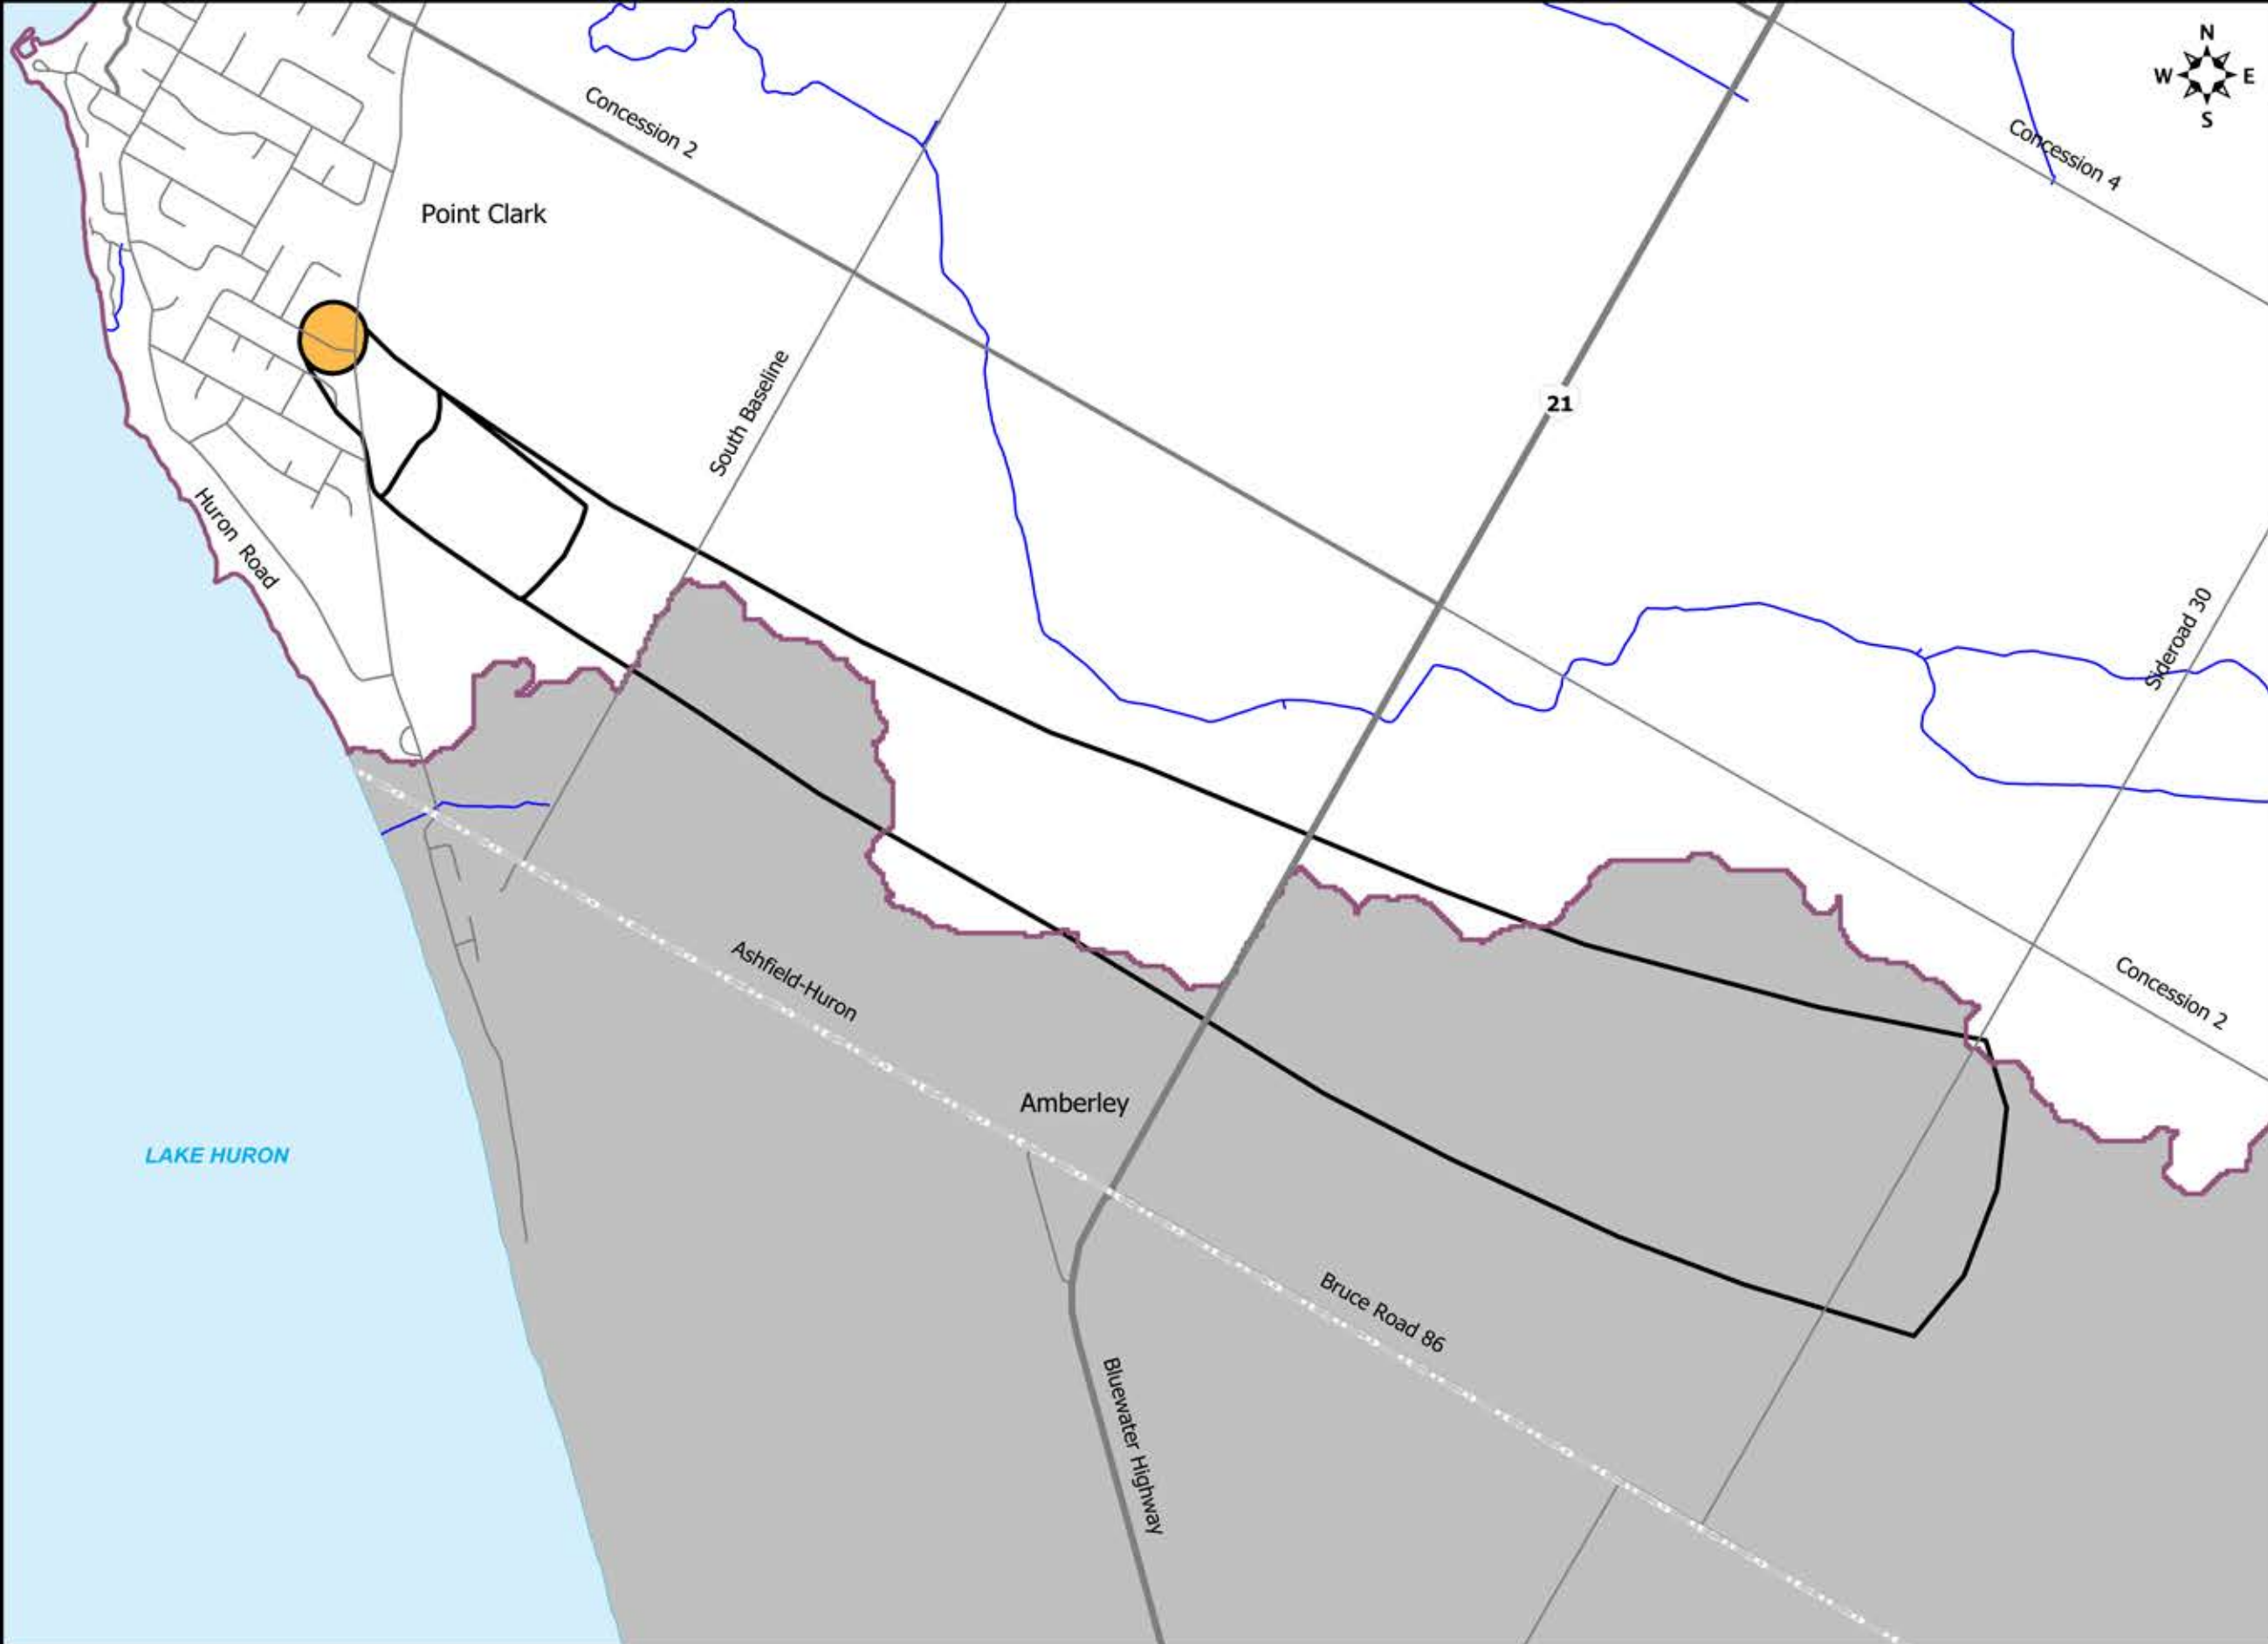 N
W E
S
Concession 2
Concession 4
Point Clark
South Baseline
21
Huron Road
Sideroad 30
Ashfield-Huron
Concession 2
Amberley
LAKE HURON
Bruce Road 86
Bluewater Highway